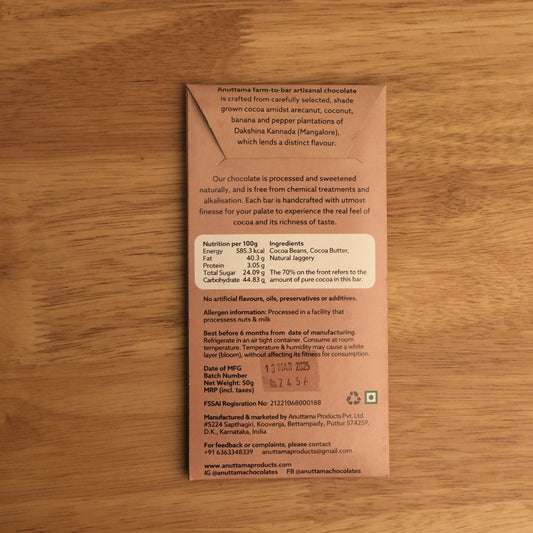 Anuttama farm-to-bar artisanal chocolate
is crafted from carefully selected, shade
grown cocoa amidst arecanut, coconut,
banana and pepper plantations of
Dakshina Kannada (Mangalore),
which lends a distinct flavour.
Our chocolate is processed and sweetened
naturally, and is free from chemical treatments and
alkalisation. Each bar is handcrafted with utmost
finesse for your palate to experience the real feel of
cocoa and its richness of taste.
Nutrition per 100g
Energy 585.3 kcal
Fat 40.3 g
Protein 3.05 g
Total Sugar 24.09 g
Carbohydrate 44.83 g
Ingredients
Cocoa Beans, Cocoa Butter,
Natural Jaggery
The 70% on the front refers to the
amount of pure cocoa in this bar.
No artificial flavours, oils, preservatives or additives.
Allergen information: Processed in a facility that
processess nuts & milk
Best before 6 months from date of manufacturing.
Refrigerate in an air tight container. Consume at room
temperature. Temperature & humidity may cause a white
layer (bloom), without affecting its fitness for consumption.
Date of MFG 13 MAR 2025
Batch Number
Net Weight: 50g
MRP (incl. taxes)
FSSAI Regisration No: 21221068000188
Manufactured & marketed by Anuttama Products Pvt. Ltd.
#5224 Sapthagiri, Koovenja, Bettampady, Puttur 574259,
D.K., Karnataka, India
For feedback or complaints, please contact
+91 6363348339 anuttamaproducts@gmail.com
www.anuttamaproducts.com
IG @anuttamachocolates FB @anuttamachocolates